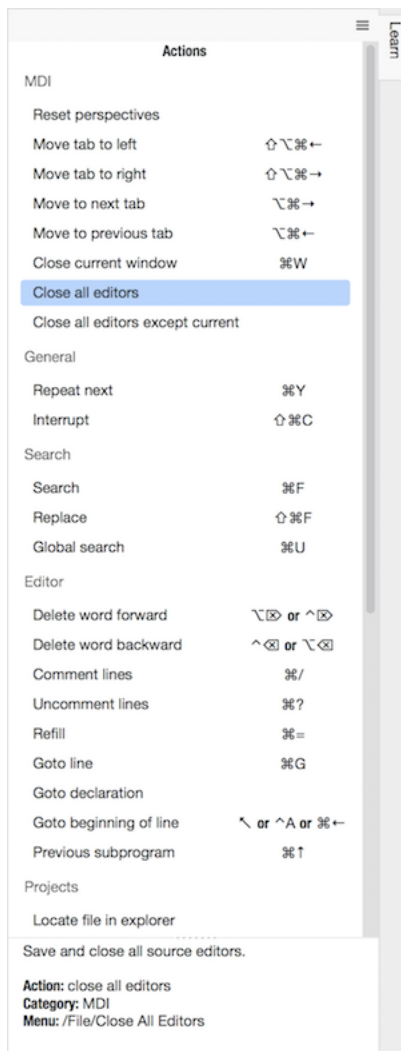 Learn
Actions
MDI
Reset perspectives
Move tab to left ⇧⌥⌘←
Move tab to right ⇧⌥⌘→
Move to next tab ⌥⌘→
Move to previous tab ⌥⌘←
Close current window ⌘W
Close all editors
Close all editors except current
General
Repeat next ⌘Y
Interrupt ⇧⌘C
Search
Search ⌘F
Replace ⇧⌘F
Global search ⌘U
Editor
Delete word forward ⌥⌦ or ^⌦
Delete word backward ^⌫ or ⌥⌫
Comment lines ⌘/
Uncomment lines ⌘?
Refill ⌘=
Goto line ⌘G
Goto declaration
Goto beginning of line ↖ or ^A or ⌘←
Previous subprogram ⌘↑
Projects
Locate file in explorer
Save and close all source editors.
Action: close all editors
Category: MDI
Menu: /File/Close All Editors